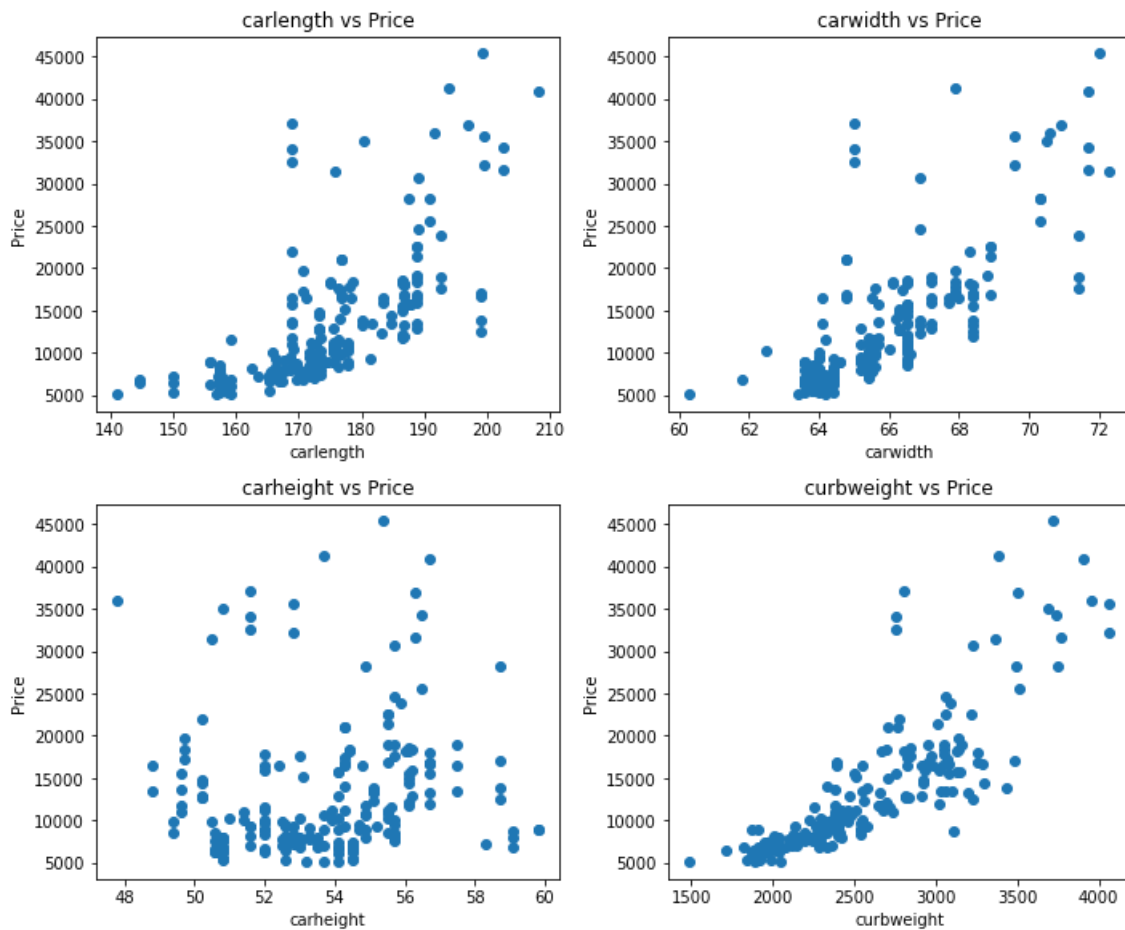 carlength vs Price
45000
40000
35000
30000
25000
20000
15000
10000
5000
Price
140 150 160 170 180 190 200 210
carlength
carwidth vs Price
45000
40000
35000
30000
25000
20000
15000
10000
5000
Price
60 62 64 66 68 70 72
carwidth
carheight vs Price
45000
40000
35000
30000
25000
20000
15000
10000
5000
Price
48 50 52 54 56 58 60
carheight
curbweight vs Price
45000
40000
35000
30000
25000
20000
15000
10000
5000
Price
1500 2000 2500 3000 3500 4000
curbweight